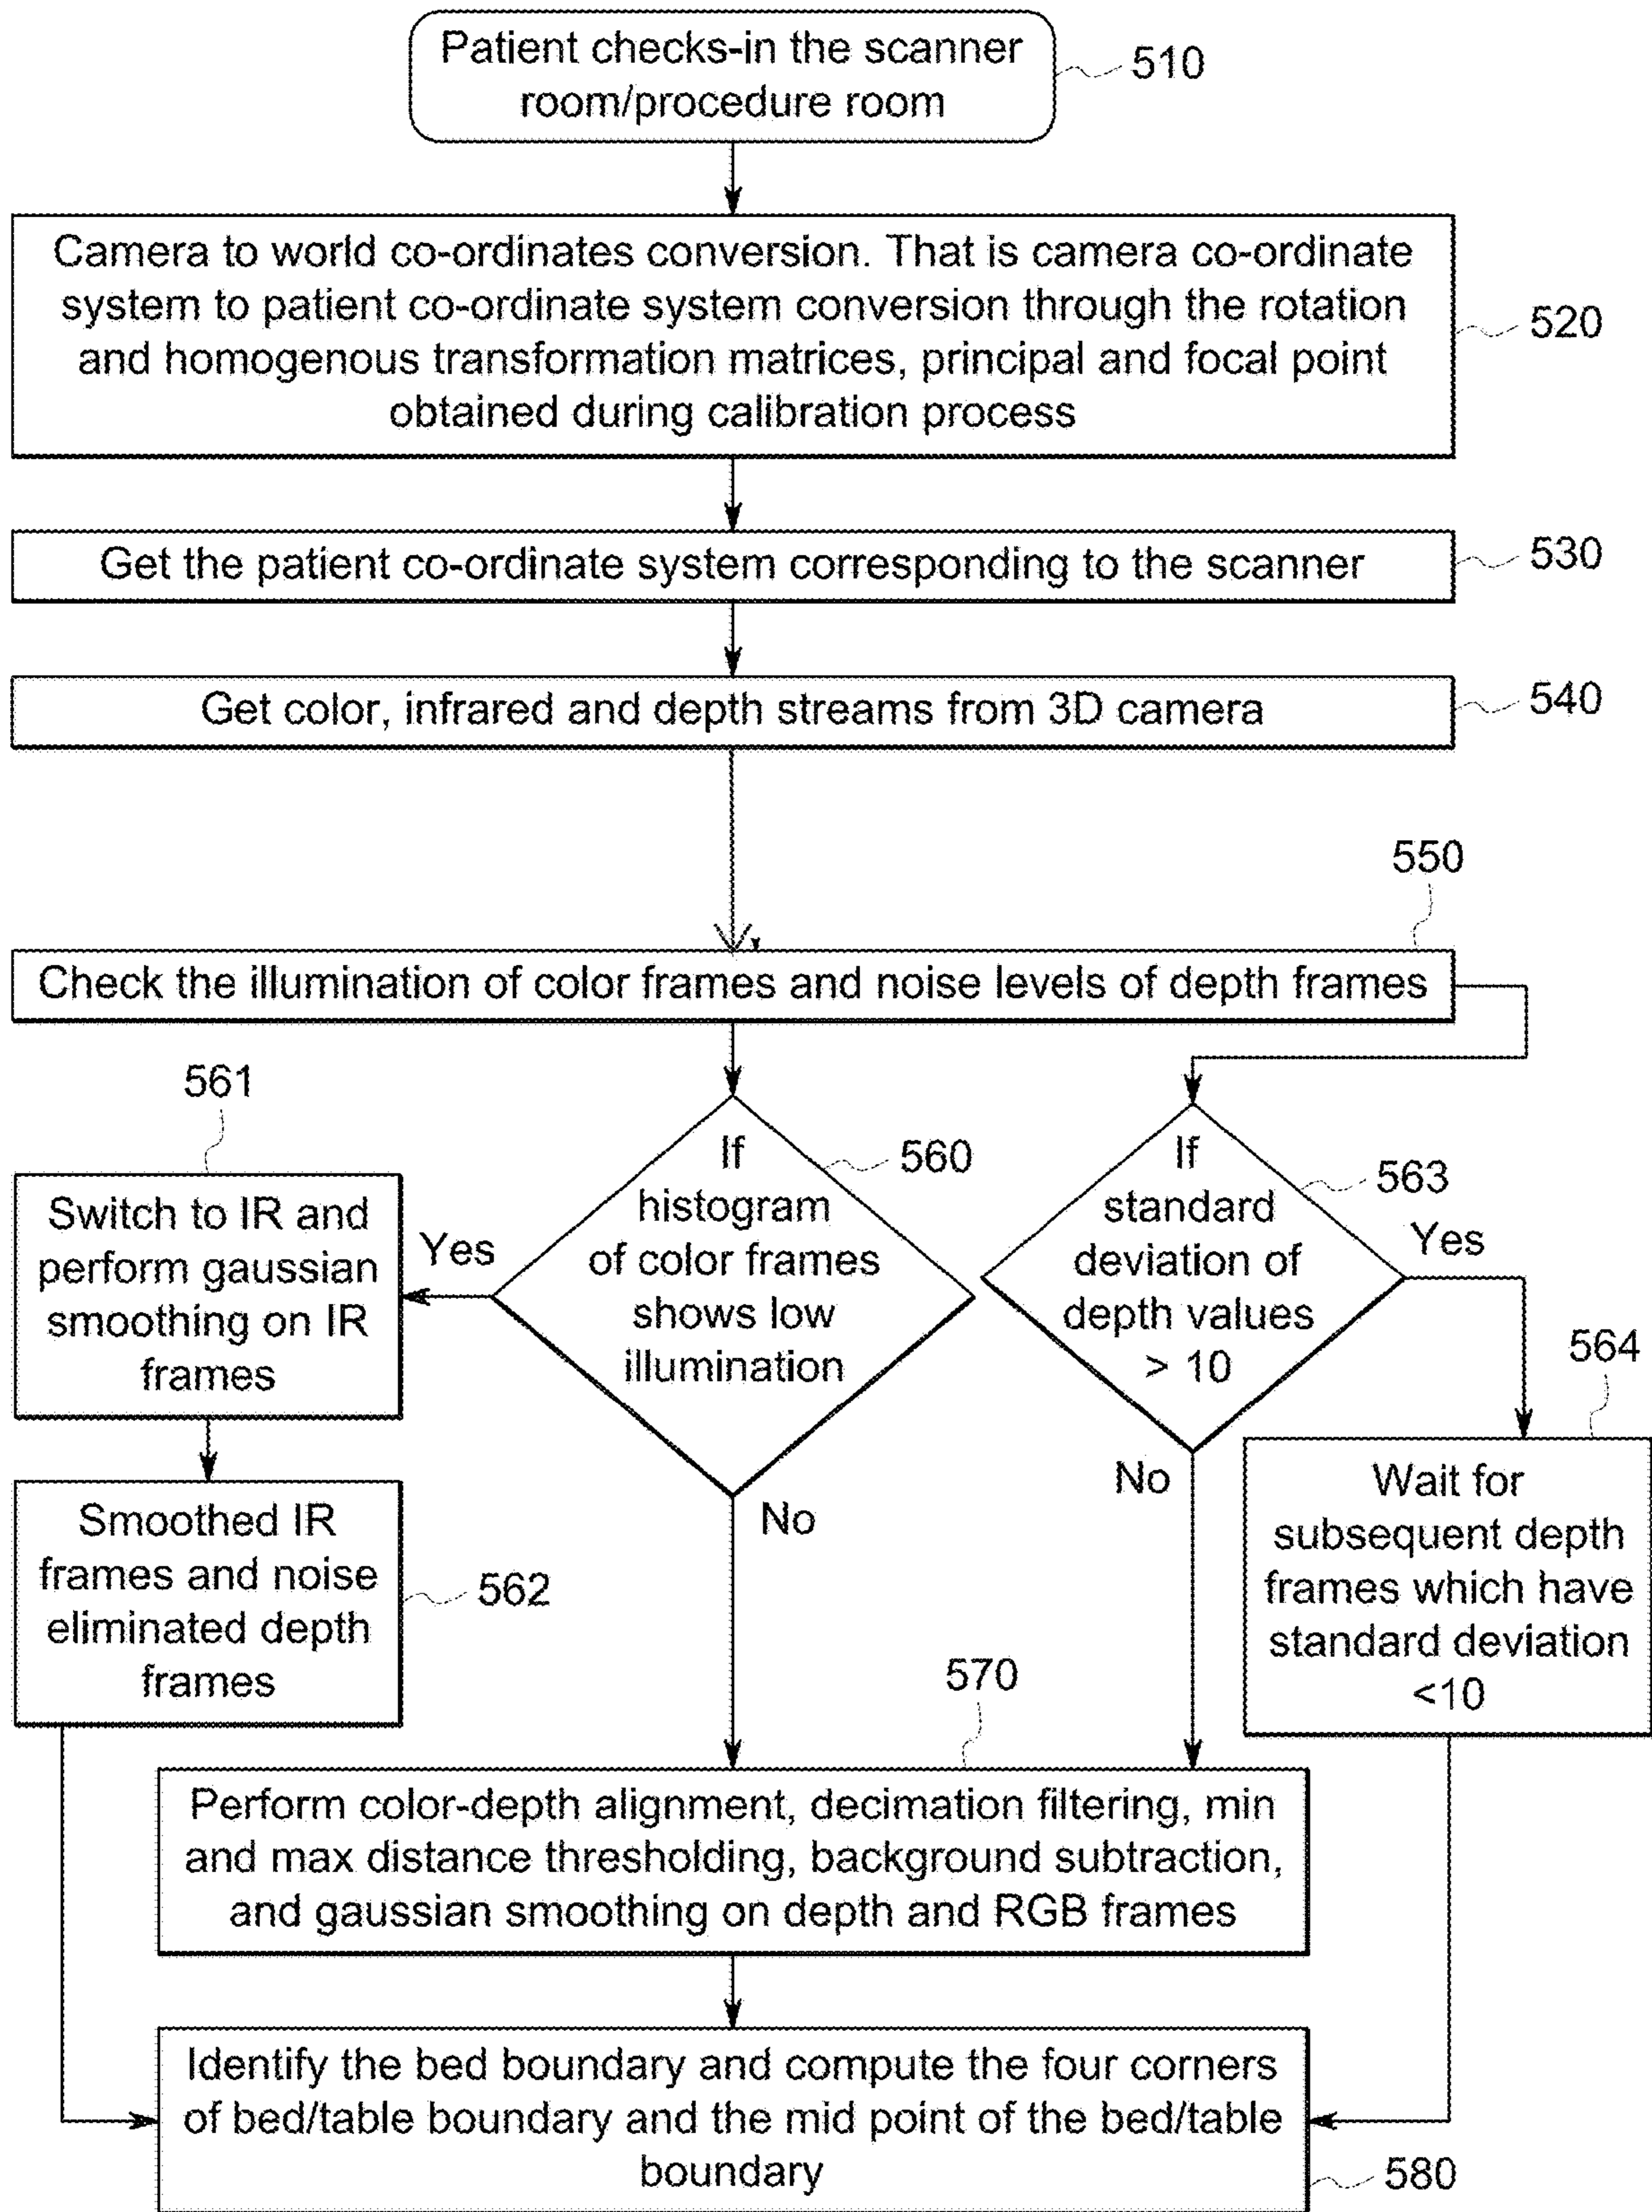 Patient checks-in the scanner
room/procedure room
510
Camera to world co-ordinates conversion. That is camera co-ordinate
system to patient co-ordinate system conversion through the rotation
and homogenous transformation matrices, principal and focal point
obtained during calibration process
520
Get the patient co-ordinate system corresponding to the scanner
530
Get color, infrared and depth streams from 3D camera
540
550
Check the illumination of color frames and noise levels of depth frames
561
Switch to IR and
perform gaussian
smoothing on IR
frames
Yes
If
histogram
of color frames
shows low
illumination
560
No
If
standard
deviation of
depth values
> 10
563
Yes
No
564
Wait for
subsequent depth
frames which have
standard deviation
<10
Smoothed IR
frames and noise
eliminated depth
frames
562
570
Perform color-depth alignment, decimation filtering, min
and max distance thresholding, background subtraction,
and gaussian smoothing on depth and RGB frames
Identify the bed boundary and compute the four corners
of bed/table boundary and the mid point of the bed/table
boundary
580